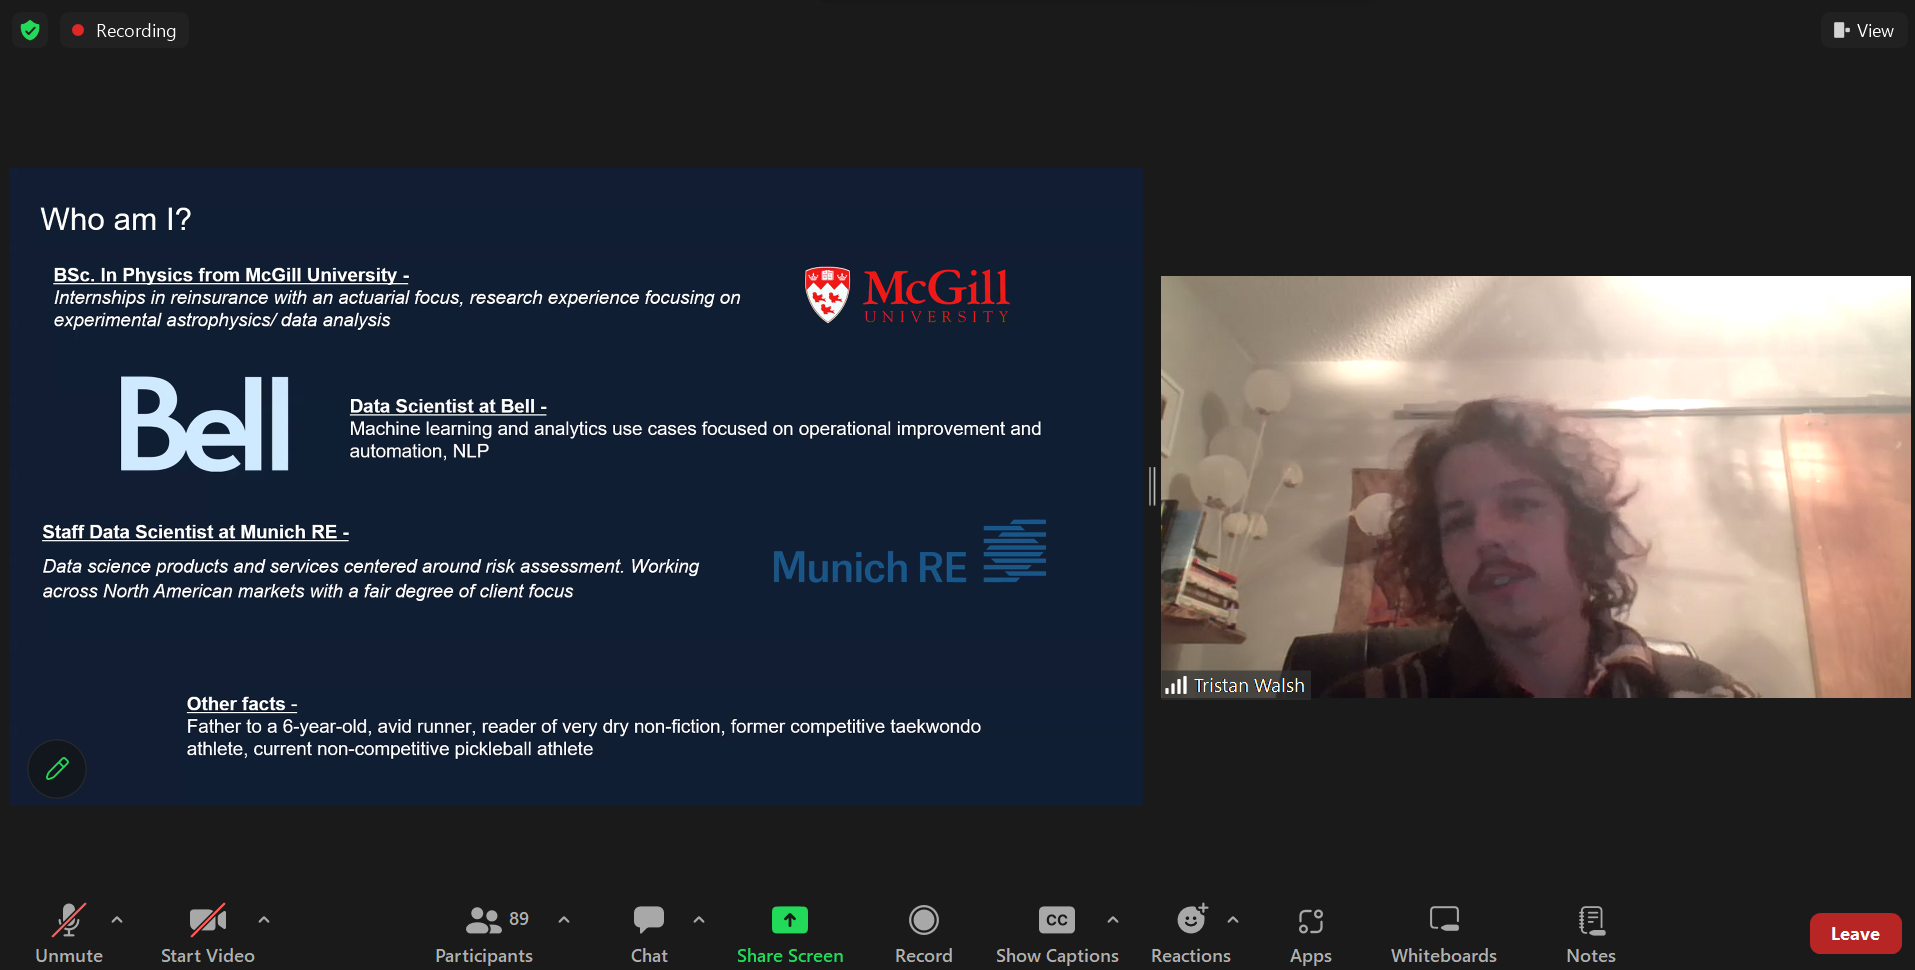 Recording
View
Who am I?
BSc. In Physics from McGill University -
Internships in reinsurance with an actuarial focus, research experience focusing on
experimental astrophysics/ data analysis
McGill
UNIVERSITY
Bell
Data Scientist at Bell -
Machine learning and analytics use cases focused on operational improvement and
automation, NLP
Staff Data Scientist at Munich RE -
Data science products and services centered around risk assessment. Working
across North American markets with a fair degree of client focus
Munich RE
Other facts -
Father to a 6-year-old, avid runner, reader of very dry non-fiction, former competitive taekwondo
athlete, current non-competitive pickleball athlete
Tristan Walsh
Unmute
Start Video
89
Participants
Chat
Share Screen
Record
CC
Show Captions
Reactions
Apps
Whiteboards
Notes
Leave